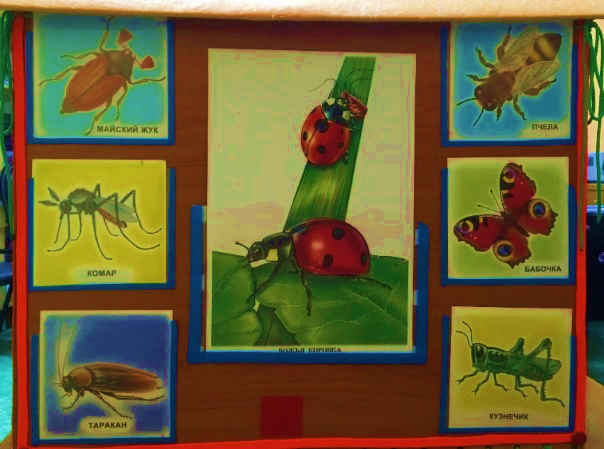 МАЙСКИЙ ЖУК
ПЧЕЛА
КОМАР
БАБОЧКА
БОЖЬЯ КОРОВКА
ТАРАКАН
КУЗНЕЧИК